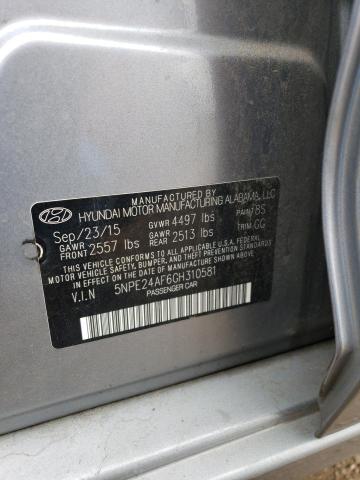 MANUFACTURED BY
HYUNDAI MOTOR MANUFACTURING ALABAMA, LLC
Sep/23/15 GVWR 4497 lbs PAINT 8S
GAWR FRONT 2557 lbs GAWR REAR 2513 lbs TRIM GG
THIS VEHICLE CONFORMS TO ALL APPLICABLE U.S.A. FEDERAL
MOTOR VEHICLE SAFETY, BUMPER, AND THEFT PREVENTION
STANDARDS IN EFFECT ON THE DATE OF MANUFACTURE SHOWN ABOVE.
V.I.N 5NPE24AF6GH310581
PASSENGER CAR